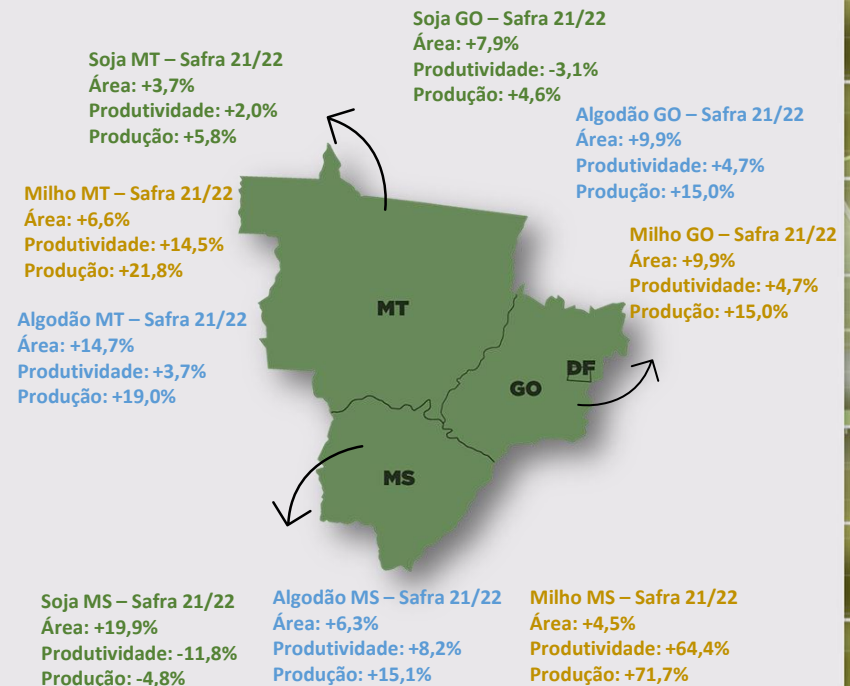 Soja GO – Safra 21/22
Área: +7,9%
Produtividade: -3,1%
Produção: +4,6%
Soja MT – Safra 21/22
Área: +3,7%
Produtividade: +2,0%
Produção: +5,8%
Algodão GO – Safra 21/22
Área: +9,9%
Produtividade: +4,7%
Produção: +15,0%
Milho MT – Safra 21/22
Área: +6,6%
Produtividade: +14,5%
Produção: +21,8%
Milho GO – Safra 21/22
Área: +9,9%
Produtividade: +4,7%
Produção: +15,0%
Algodão MT – Safra 21/22
Área: +14,7%
Produtividade: +3,7%
Produção: +19,0%
MT
DF
GO
MS
Soja MS – Safra 21/22
Área: +19,9%
Produtividade: -11,8%
Produção: -4,8%
Algodão MS – Safra 21/22
Área: +6,3%
Produtividade: +8,2%
Produção: +15,1%
Milho MS – Safra 21/22
Área: +4,5%
Produtividade: +64,4%
Produção: +71,7%